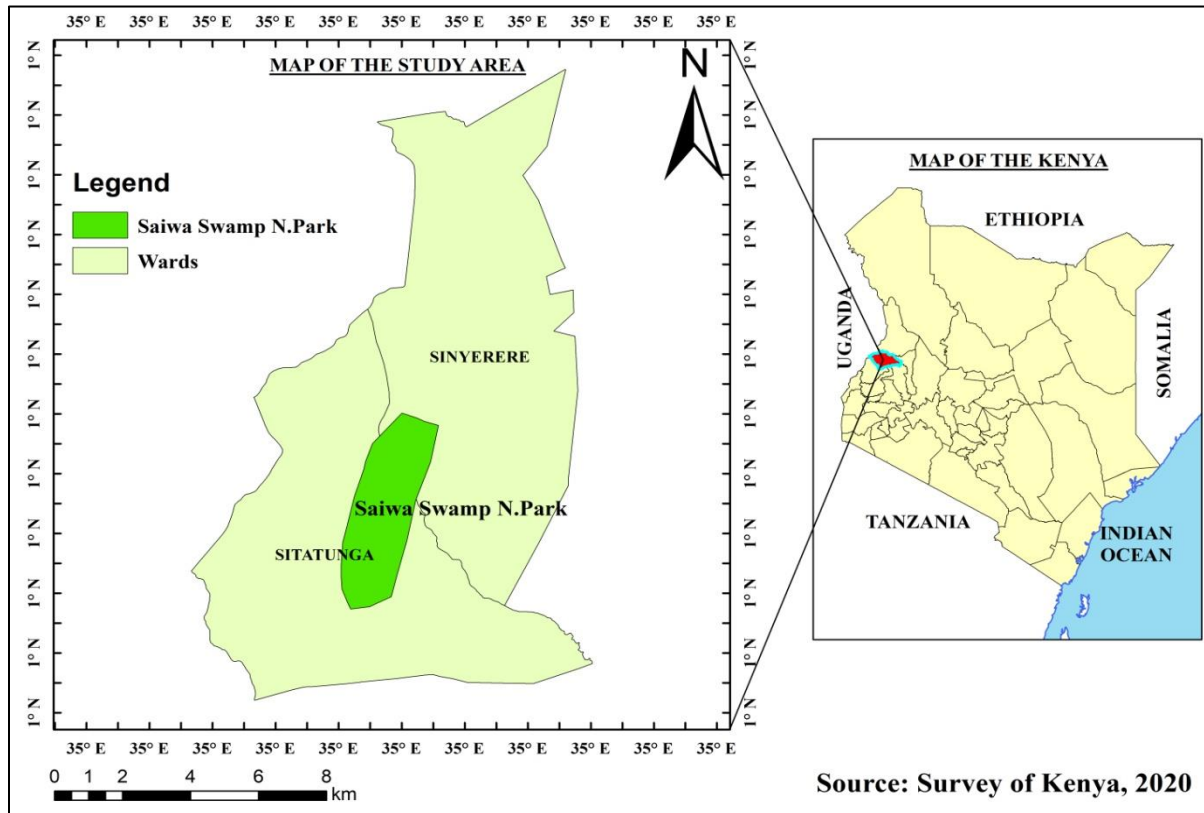 35° E 35° E 35° E 35° E 35° E 35° E 35° E 35° E 35° E 35° E 35° E
MAP OF THE STUDY AREA
N
1° N
1° N
1° N
1° N
1° N
1° N
1° N
1° N
1° N
1° N
1° N
1° N
Legend
Saiwa Swamp N.Park
Wards
SINYERERE
Saiwa Swamp N.Park
SITATUNGA
1° N
1° N
1° N
1° N
1° N
1° N
1° N
1° N
1° N
1° N
1° N
1° N
35° E 35° E 35° E 35° E 35° E 35° E 35° E 35° E 35° E 35° E 35° E
0 1 2 4 6 8
km
MAP OF THE KENYA
ETHIOPIA
UGANDA
SOMALIA
TANZANIA
INDIAN
OCEAN
Source: Survey of Kenya, 2020